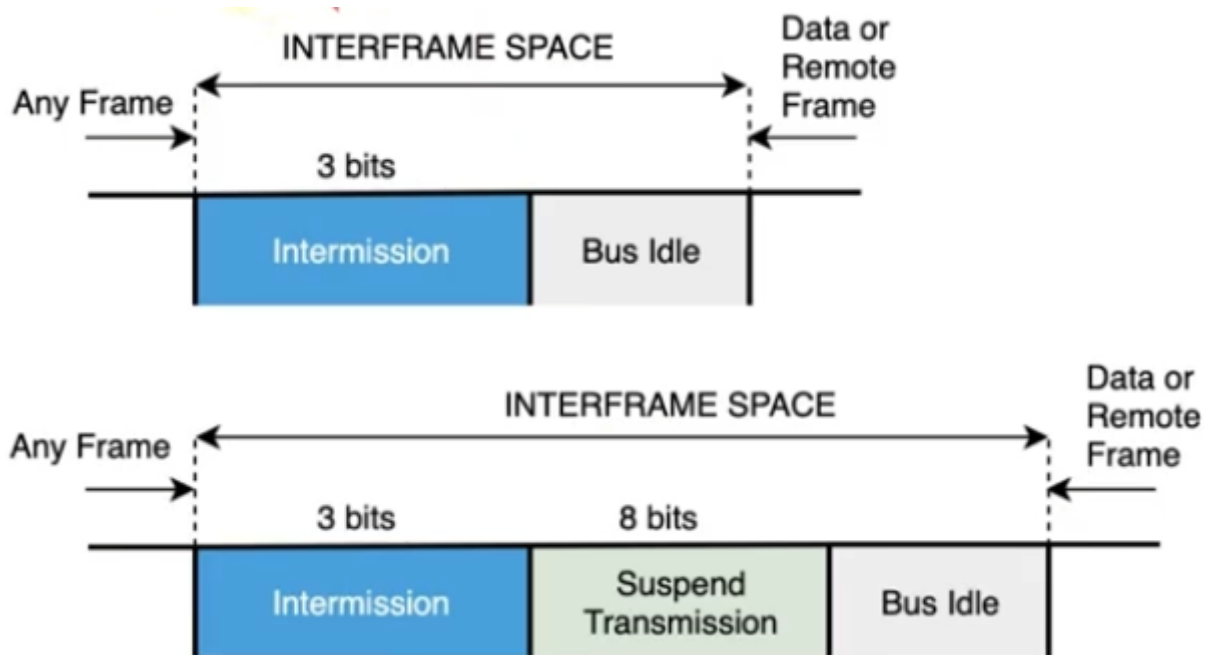 INTERFRAME SPACE
Data or
Remote
Frame
Any Frame
3 bits
Intermission
Bus Idle
INTERFRAME SPACE
Data or
Remote
Frame
Any Frame
3 bits
8 bits
Intermission
Suspend
Transmission
Bus Idle